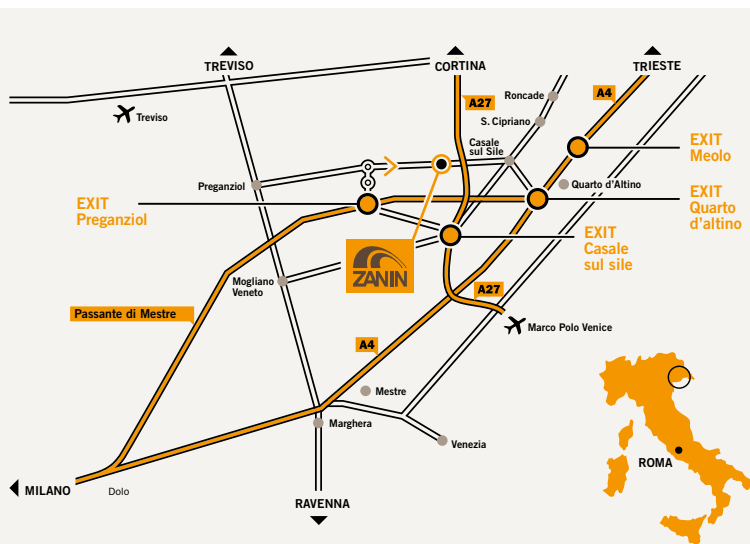 TREVISO
CORTINA
TRIESTE
A27
A4
Roncade
Treviso
S. Cipriano
Casale
sul Sile
EXIT
Meolo
Preganziol
Quarto d'Altino
EXIT
Preganziol
EXIT
Quarto
d'altino
EXIT
Casale
sul sile
ZANIN
Mogliano
Veneto
A27
Passante di Mestre
Marco Polo Venice
A4
Mestre
Marghera
Venezia
ROMA
MILANO
Dolo
RAVENNA